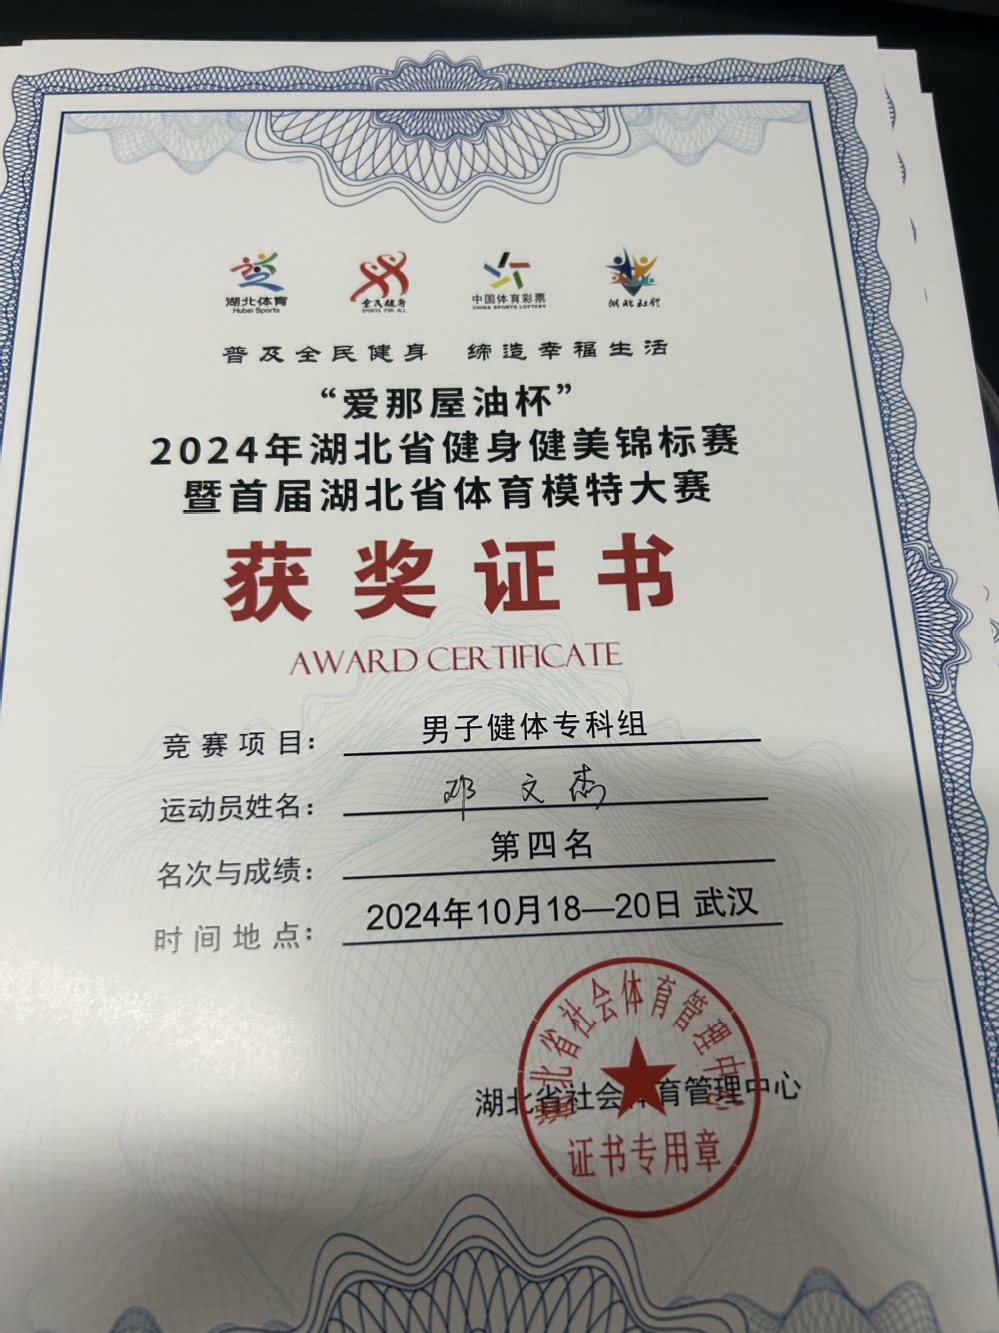 湖北体育
Hubei Sports
全民健身
SPORTS FOR ALL
中国体育彩票
CHINA SPORTS LOTTERY
湖北社体
普及全民健身 缔造幸福生活
“爱那屋油杯”
2024年湖北省健身健美锦标赛
暨首届湖北省体育模特大赛
获奖证书
AWARD CERTIFICATE
竞赛项目: 男子健体专科组
运动员姓名: 邓文杰
名次与成绩: 第四名
时间地点: 2024年10月18—20日 武汉
湖北省社会体育管理中心
湖北省社会体育管理中心
证书专用章